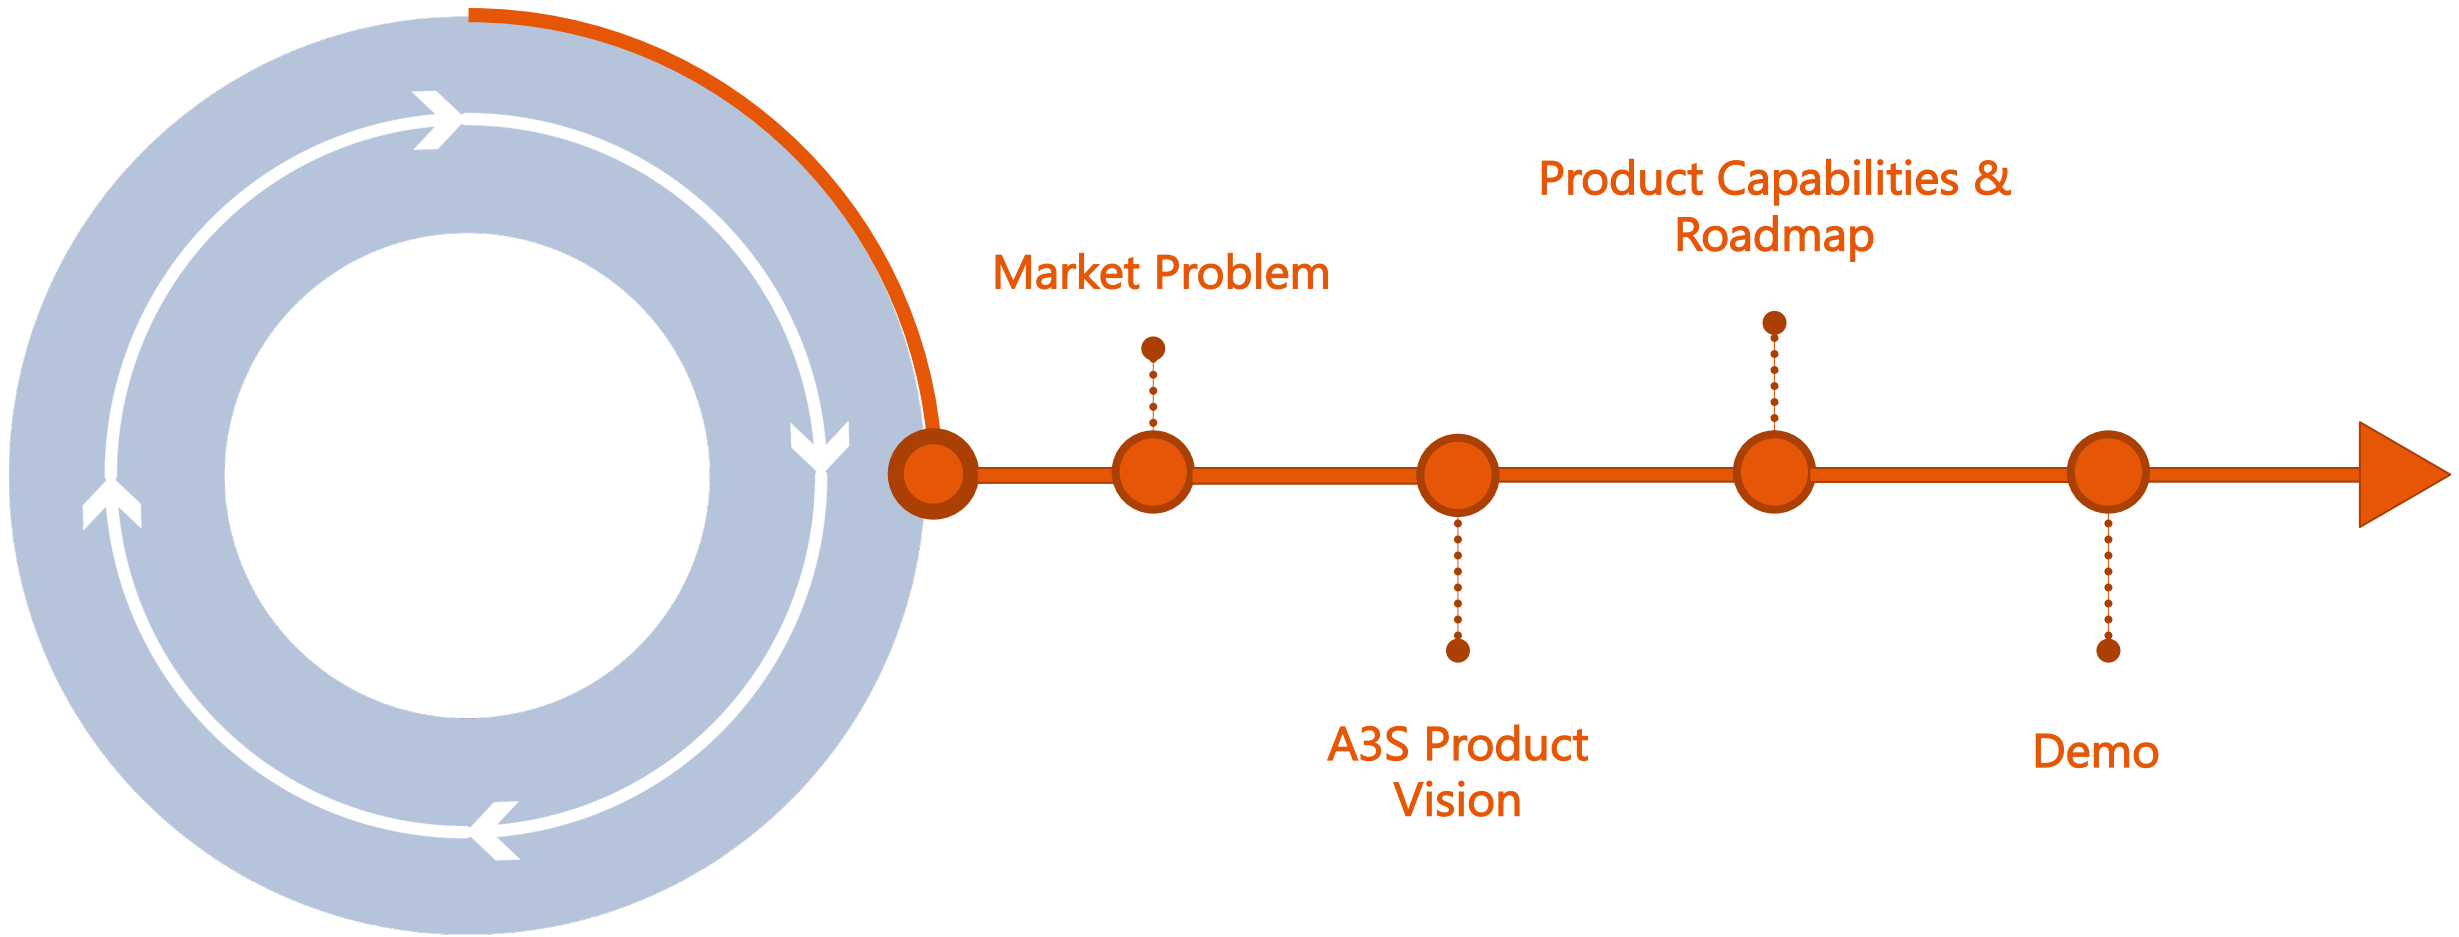 Market Problem
A3S Product
Vision
Product Capabilities &
Roadmap
Demo